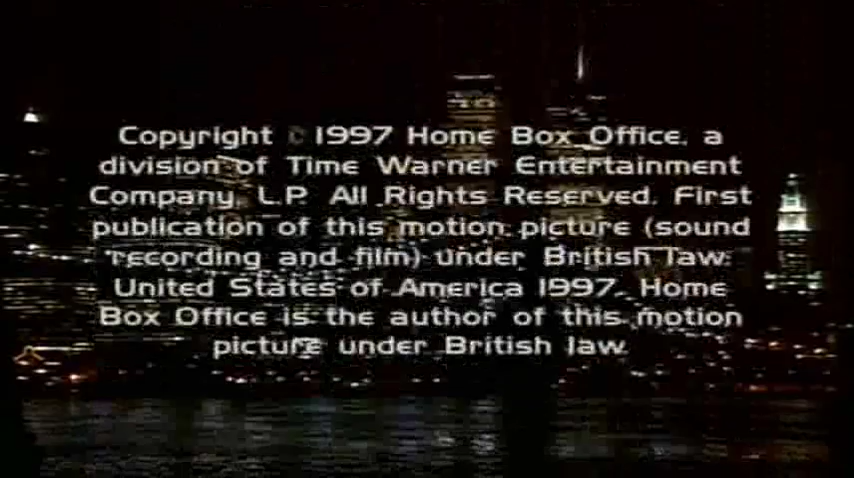 Copyright © 1997 Home Box Office, a
division of Time Warner Entertainment
Company, L.P. All Rights Reserved. First
publication of this motion picture (sound
recording and film) under British law:
United States of America 1997. Home
Box Office is the author of this motion
picture under British law.